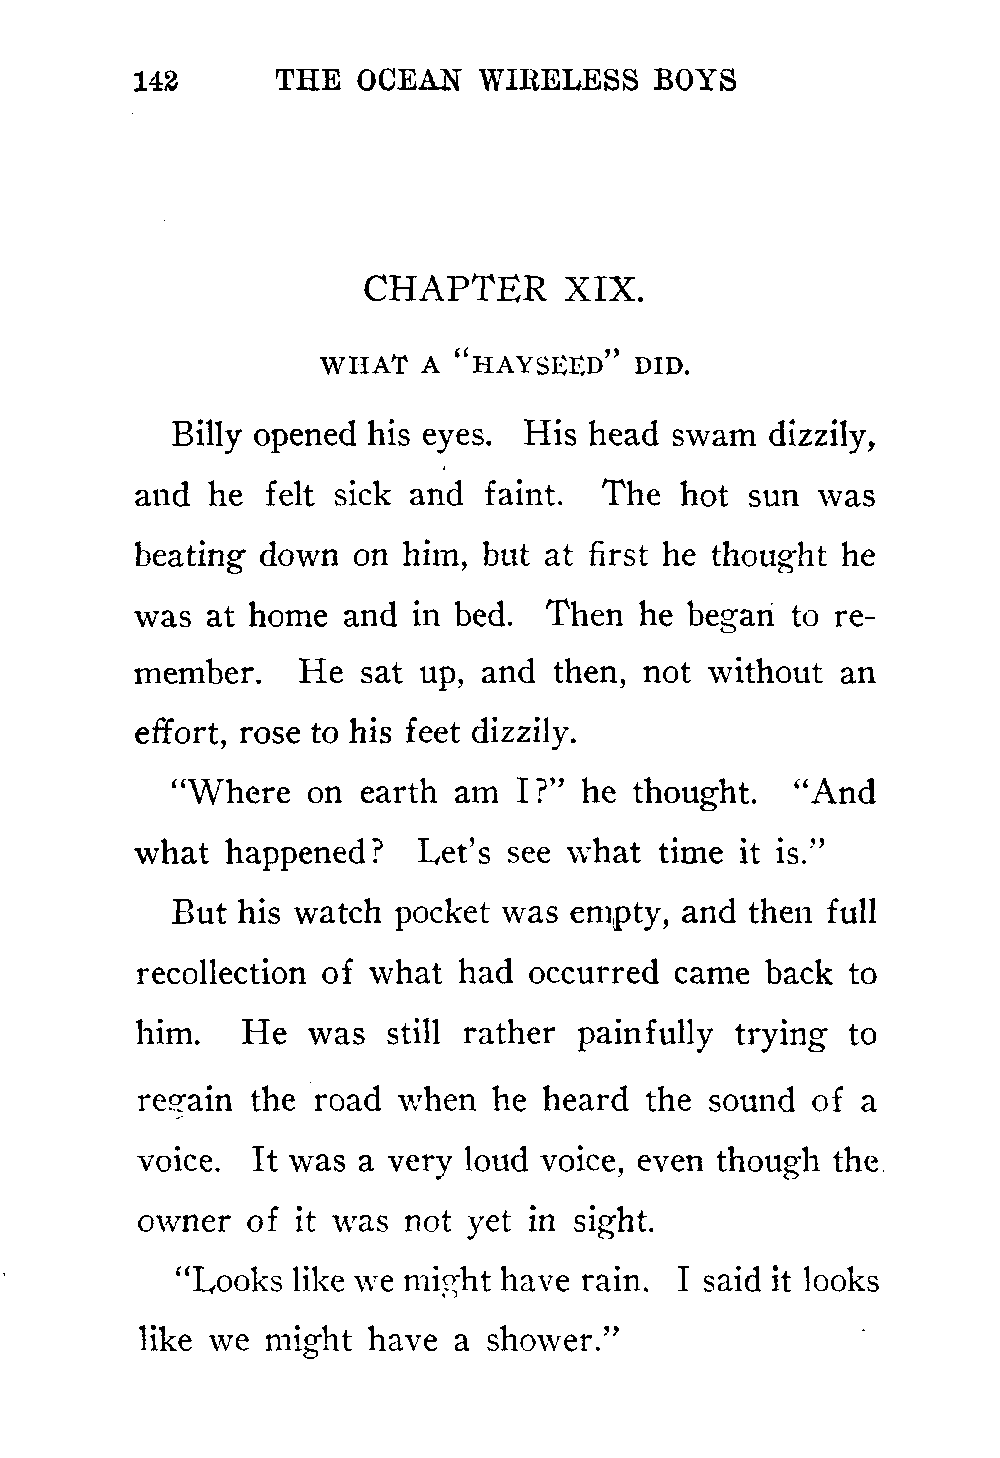 142 THE OCEAN WIRELESS BOYS
CHAPTER XIX.
WHAT A “HAYSEED” DID.
Billy opened his eyes. His head swam dizzily,
and he felt sick and faint. The hot sun was
beating down on him, but at first he thought he
was at home and in bed. Then he began to re-
member. He sat up, and then, not without an
effort, rose to his feet dizzily.
“Where on earth am I?” he thought. “And
what happened? Let’s see what time it is.”
But his watch pocket was empty, and then full
recollection of what had occurred came back to
him. He was still rather painfully trying to
regain the road when he heard the sound of a
voice. It was a very loud voice, even though the
owner of it was not yet in sight.
“Looks like we might have rain. I said it looks
like we might have a shower.”